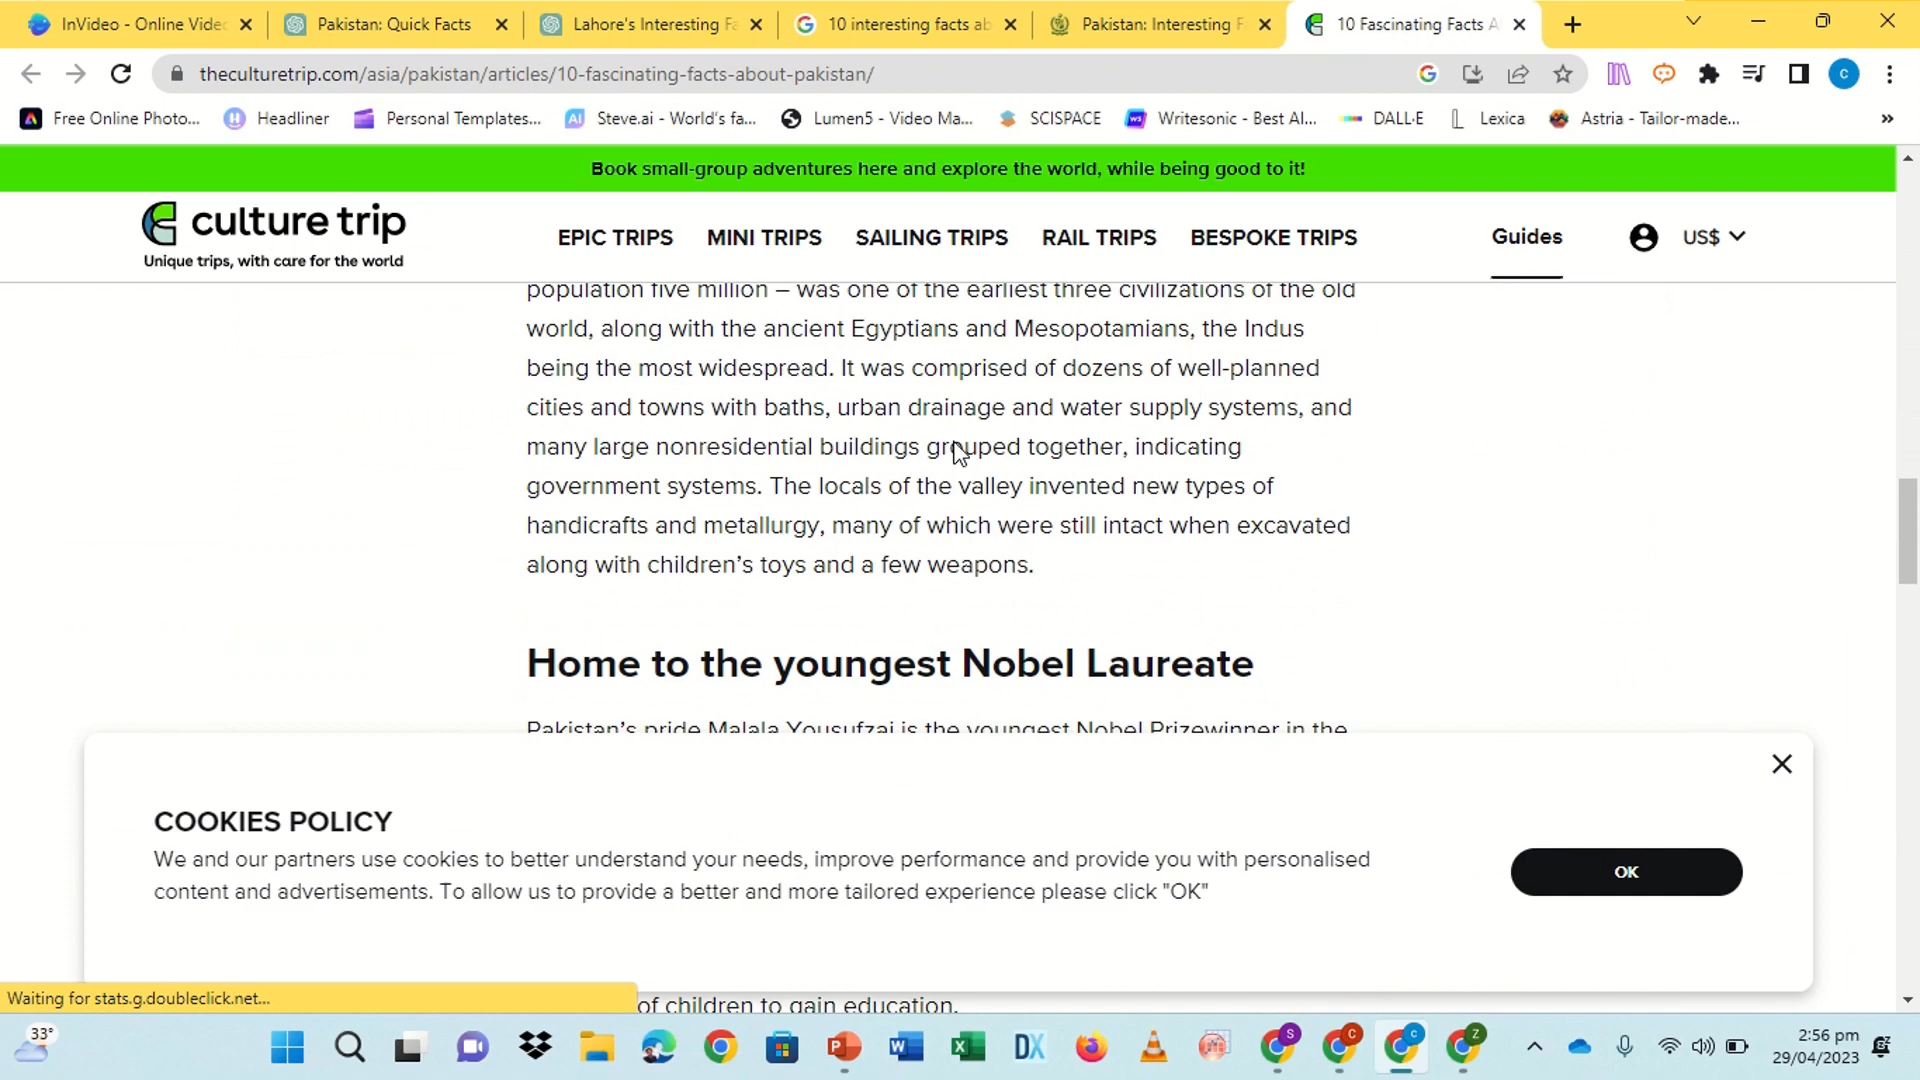 InVideo - Online Vide
Pakistan: Quick Facts
Lahore's Interesting Fa
10 interesting facts ab
Pakistan: Interesting F
10 Fascinating Facts A
theculturetrip.com/asia/pakistan/articles/10-fascinating-facts-about-pakistan/
Free Online Photo...
Headliner
Personal Templates...
Steve.ai - World's fa...
Lumen5 - Video Ma...
SCISPACE
Writesonic - Best AI...
DALL·E
Lexica
Astria - Tailor-made...
Book small-group adventures here and explore the world, while being good to it!
culture trip
Unique trips, with care for the world
EPIC TRIPS
MINI TRIPS
SAILING TRIPS
RAIL TRIPS
BESPOKE TRIPS
Guides
US$
population five million – was one of the earliest three civilizations of the old
world, along with the ancient Egyptians and Mesopotamians, the Indus
being the most widespread. It was comprised of dozens of well-planned
cities and towns with baths, urban drainage and water supply systems, and
many large nonresidential buildings grouped together, indicating
government systems. The locals of the valley invented new types of
handicrafts and metallurgy, many of which were still intact when excavated
along with children's toys and a few weapons.
Home to the youngest Nobel Laureate
Pakistan's pride Malala Yousufzai is the youngest Nobel Prizewinner in the
COOKIES POLICY
We and our partners use cookies to better understand your needs, improve performance and provide you with personalised
content and advertisements. To allow us to provide a better and more tailored experience please click "OK"
OK
Waiting for stats.g.doubleclick.net...
of children to gain education.
33°
2:56 pm
29/04/2023